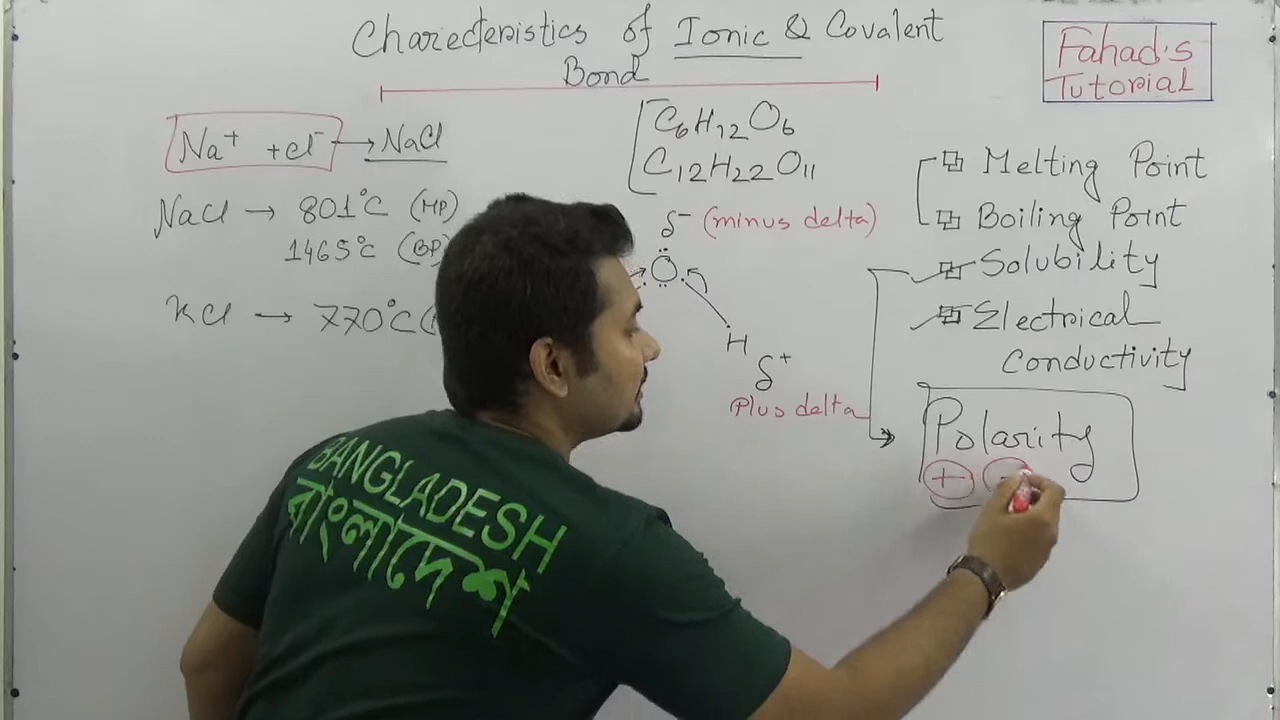 Charecteristics of Ionic & Covalent
Bond
Fahad's
Tutorial
Na⁺ + Cl⁻ → NaCl
NaCl → 801°C (MP)
1465°C (BP)
KCl → 770°C
C6H12O6
C12H22O11
δ⁻ (minus delta)
O
H
δ⁺
Plus delta
Melting Point
Boiling Point
Solubility
Electrical
Conductivity
Polarity
+ -
BANGLADESH
বাংলাদেশ